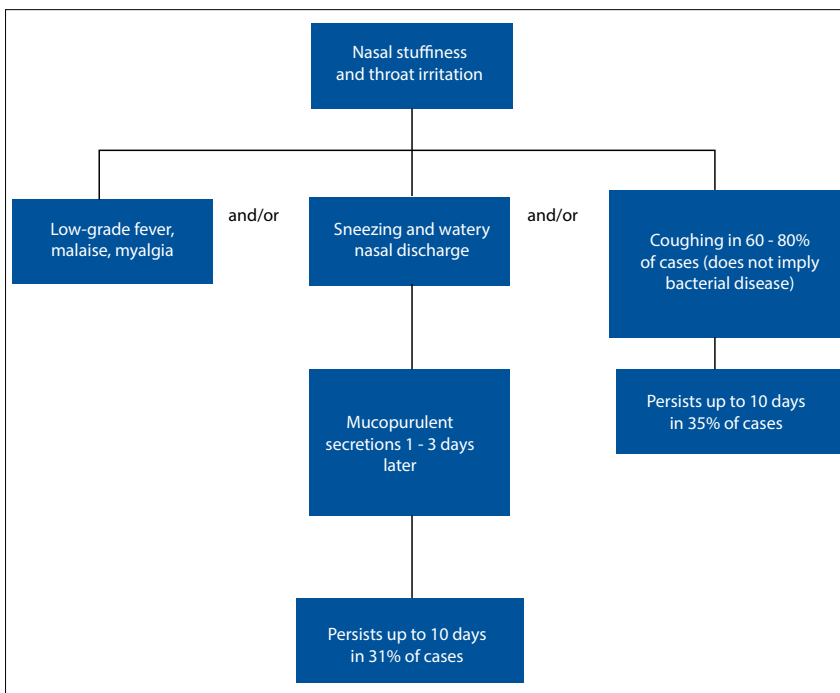 Nasal stuffiness
and throat irritation
Low-grade fever,
malaise, myalgia
and/or
Sneezing and watery
nasal discharge
and/or
Coughing in 60 - 80%
of cases (does not imply
bacterial disease)
Mucopurulent
secretions 1 - 3 days
later
Persists up to 10 days
in 35% of cases
Persists up to 10 days
in 31% of cases